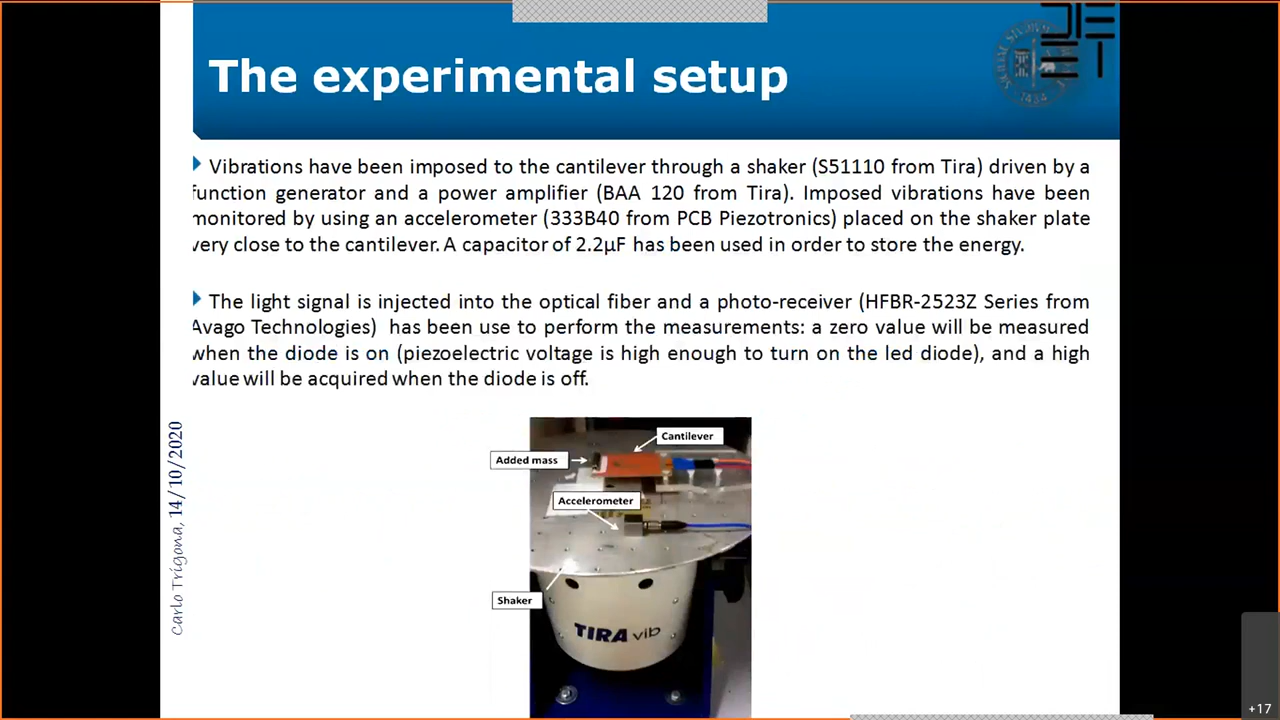 The experimental setup
Vibrations have been imposed to the cantilever through a shaker (S51110 from Tira) driven by a
function generator and a power amplifier (BAA 120 from Tira). Imposed vibrations have been
monitored by using an accelerometer (333B40 from PCB Piezotronics) placed on the shaker plate
very close to the cantilever. A capacitor of 2.2µF has been used in order to store the energy.
The light signal is injected into the optical fiber and a photo-receiver (HFBR-2523Z Series from
Avago Technologies) has been use to perform the measurements: a zero value will be measured
when the diode is on (piezoelectric voltage is high enough to turn on the led diode), and a high
value will be acquired when the diode is off.
Carlo Trigona, 14/10/2020
Cantilever
Added mass
Accelerometer
Shaker
TIRA vib
+17